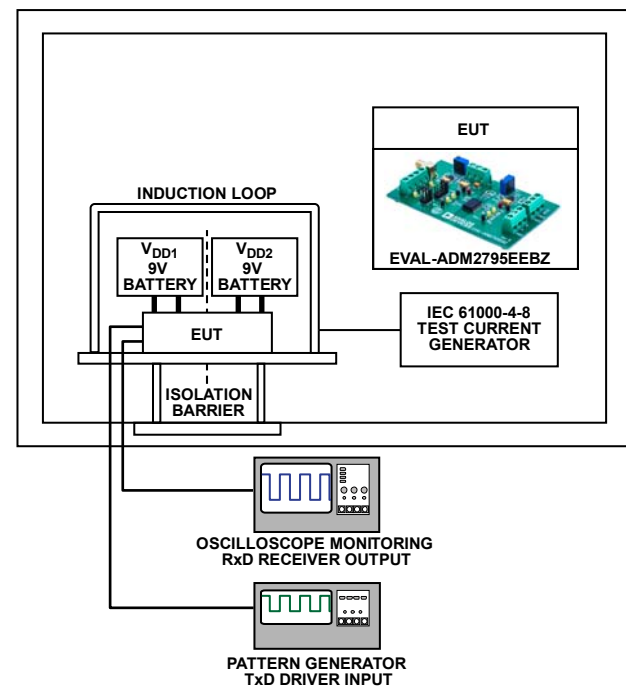 EUT
EVAL-ADM2795EEBZ
INDUCTION LOOP
VDD1
9V
BATTERY
VDD2
9V
BATTERY
EUT
IEC 61000-4-8
TEST CURRENT
GENERATOR
ISOLATION
BARRIER
OSCILLOSCOPE MONITORING
RxD RECEIVER OUTPUT
PATTERN GENERATOR
TxD DRIVER INPUT